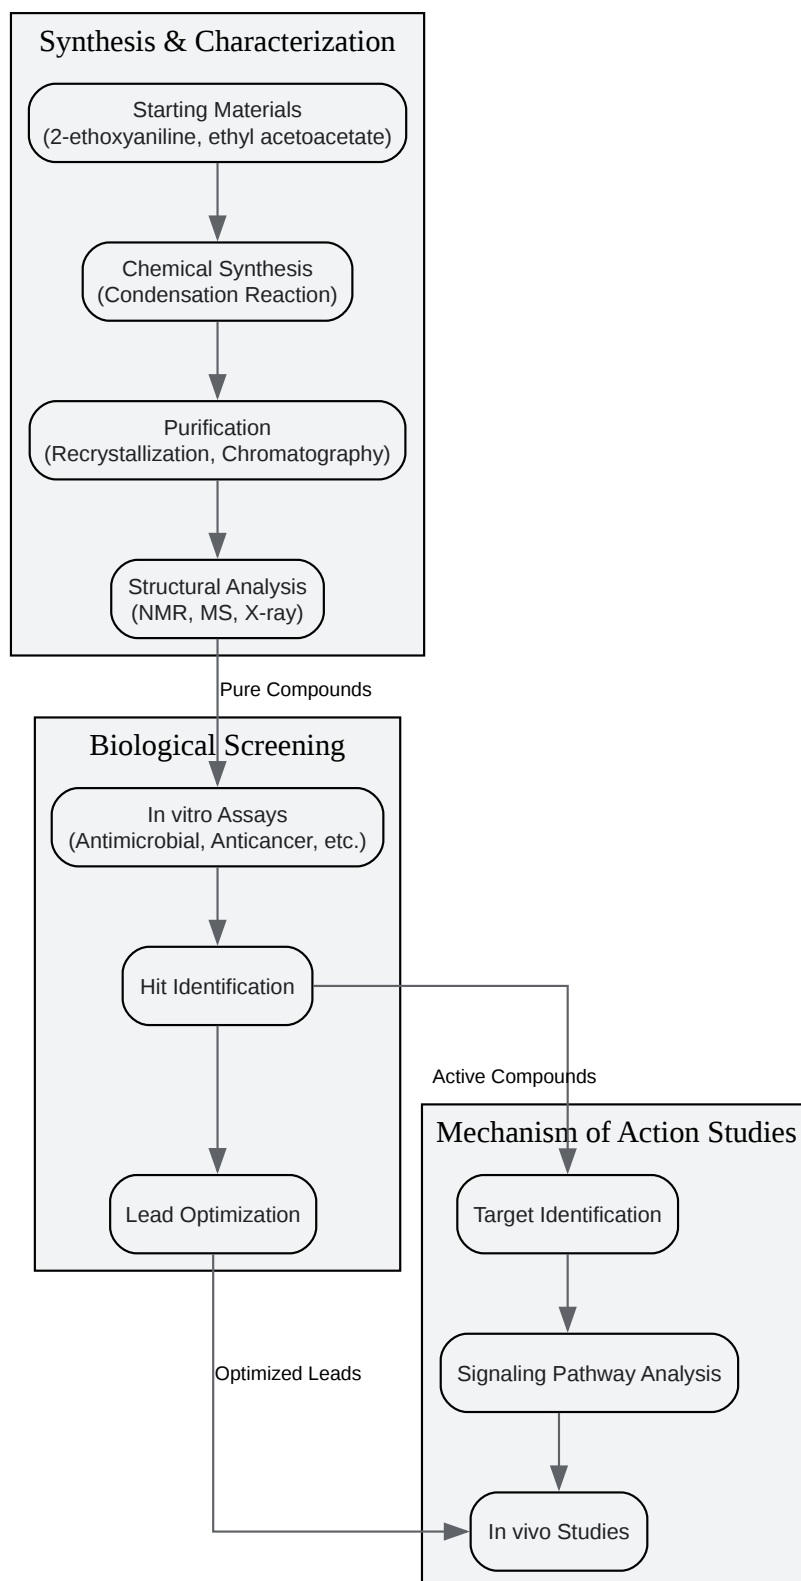 Synthesis & Characterization
Starting Materials
(2-ethoxyaniline, ethyl acetoacetate)
Chemical Synthesis
(Condensation Reaction)
Purification
(Recrystallization, Chromatography)
Structural Analysis
(NMR, MS, X-ray)
Pure Compounds
Biological Screening
In vitro Assays
(Antimicrobial, Anticancer, etc.)
Hit Identification
Active Compounds
Mechanism of Action Studies
Lead Optimization
Target Identification
Optimized Leads
Signaling Pathway Analysis
In vivo Studies